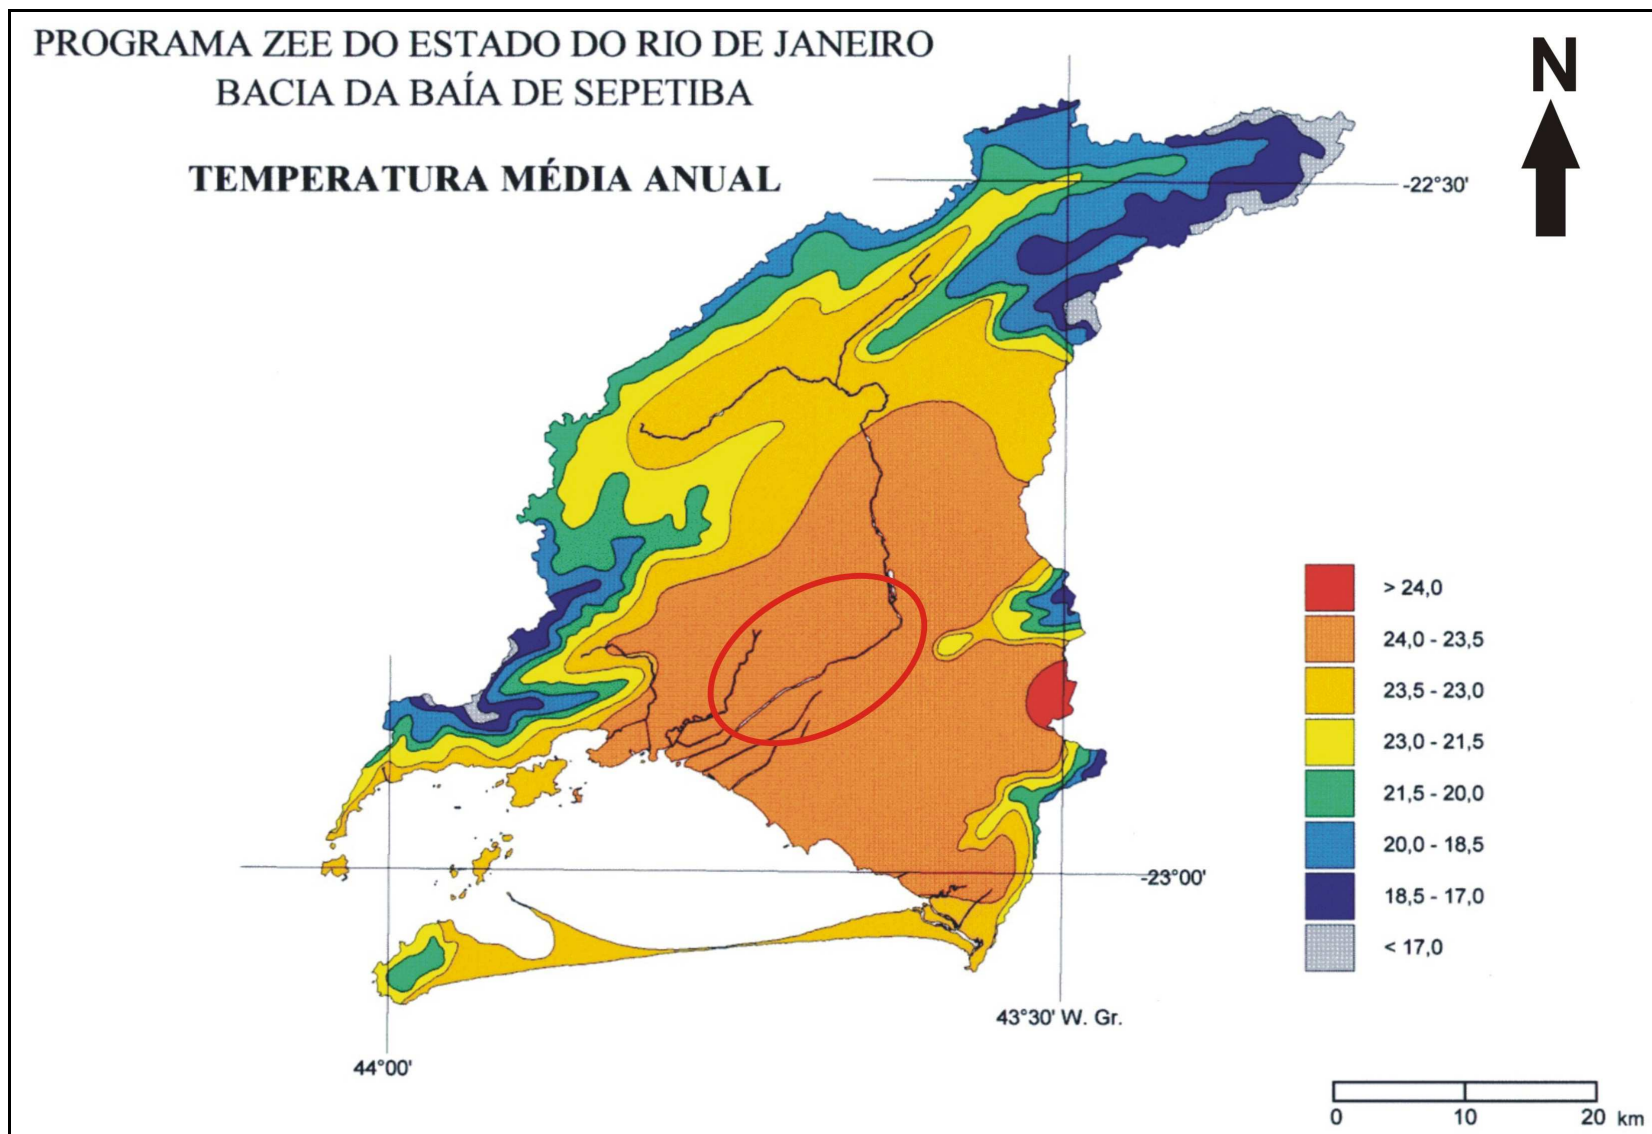 PROGRAMA ZEE DO ESTADO DO RIO DE JANEIRO
BACIA DA BAÍA DE SEPETIBA
TEMPERATURA MÉDIA ANUAL
N
-22°30'
> 24,0
24,0 - 23,5
23,5 - 23,0
23,0 - 21,5
21,5 - 20,0
20,0 - 18,5
18,5 - 17,0
< 17,0
-23°00'
43°30' W. Gr.
44°00'
0 10 20 km